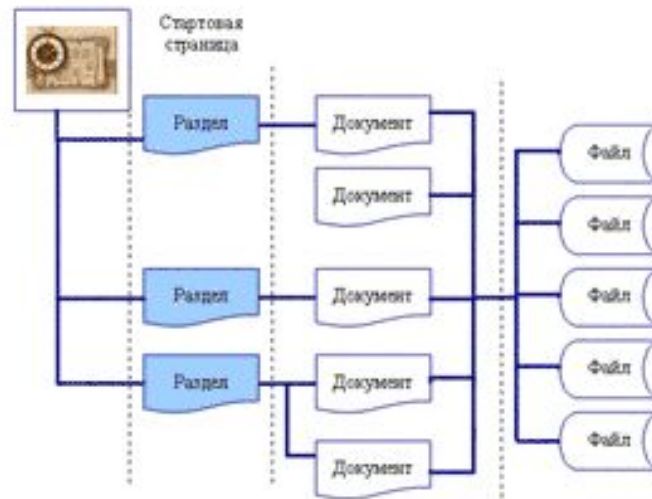 Стартовая
страница
Раздел
Документ
Файл
Документ
Файл
Раздел
Документ
Файл
Раздел
Документ
Файл
Документ
Файл